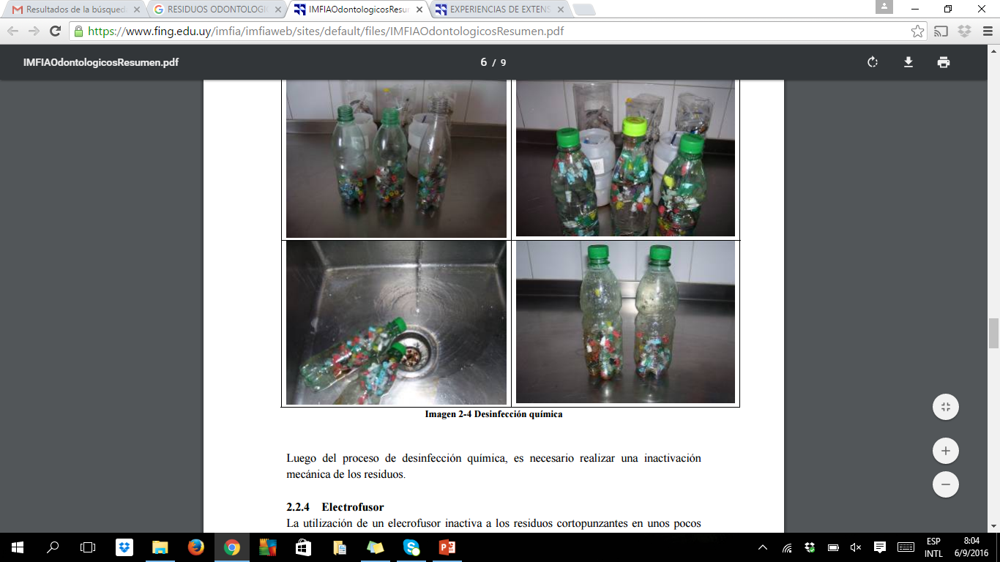 Resultados de la búsqued
RESIDUOS ODONTOLOGIC
IMFIAOdontologicosResum
EXPERIENCIAS DE EXTENS
https://www.fing.edu.uy/imfia/imfiaweb/sites/default/files/IMFIAOdontologicosResumen.pdf
IMFIAOdontologicosResumen.pdf
6 / 9
Imagen 2-4 Desinfección química
Luego del proceso de desinfección química, es necesario realizar una inactivación
mecánica de los residuos.
2.2.4 Electrofusor
La utilización de un elecrofusor inactiva a los residuos cortopunzantes en unos pocos
ESP
INTL
8:04
6/9/2016